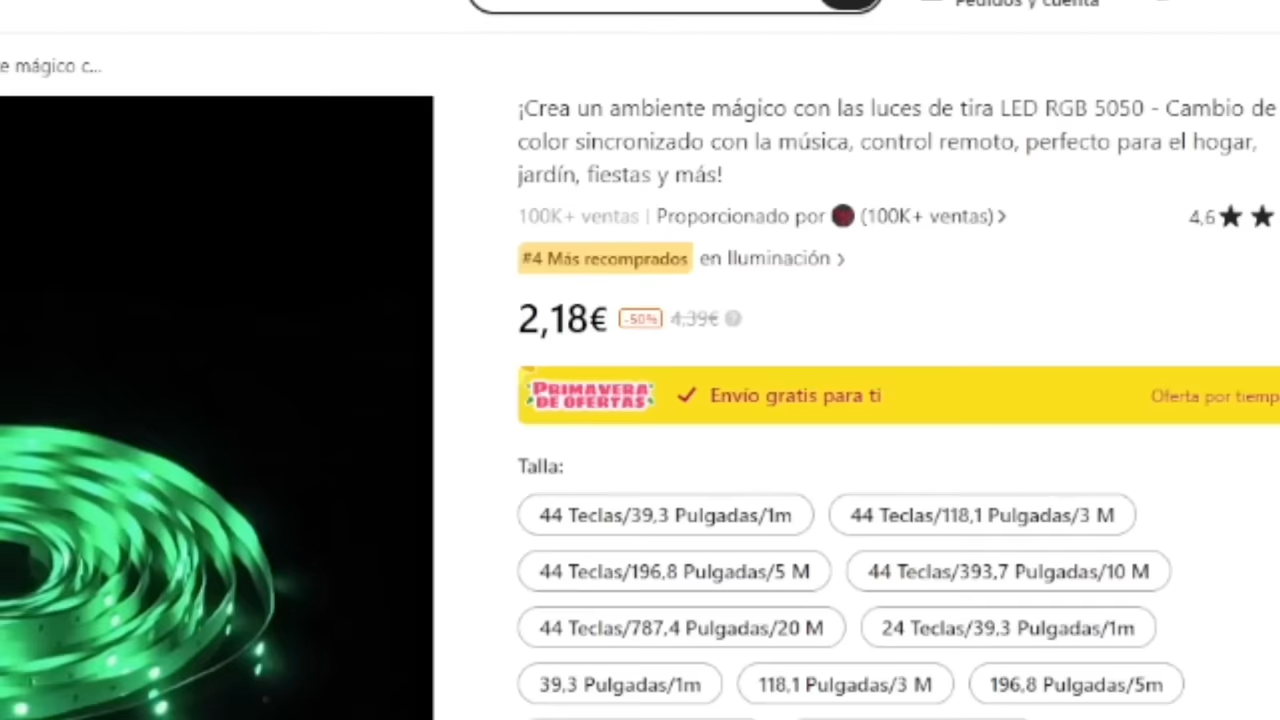 Pedidos y cuenta
e mágico c...
¡Crea un ambiente mágico con las luces de tira LED RGB 5050 - Cambio de
color sincronizado con la música, control remoto, perfecto para el hogar,
jardín, fiestas y más!
100K+ ventas | Proporcionado por (100K+ ventas) >
4,6
#4 Más recomprados en Iluminación >
2,18€ -50% 4,39€
PRIMAVERA
DE OFERTAS
Envío gratis para ti
Oferta por tiemp
Talla:
44 Teclas/39,3 Pulgadas/1m
44 Teclas/118,1 Pulgadas/3 M
44 Teclas/196,8 Pulgadas/5 M
44 Teclas/393,7 Pulgadas/10 M
44 Teclas/787,4 Pulgadas/20 M
24 Teclas/39,3 Pulgadas/1m
39,3 Pulgadas/1m
118,1 Pulgadas/3 M
196,8 Pulgadas/5m